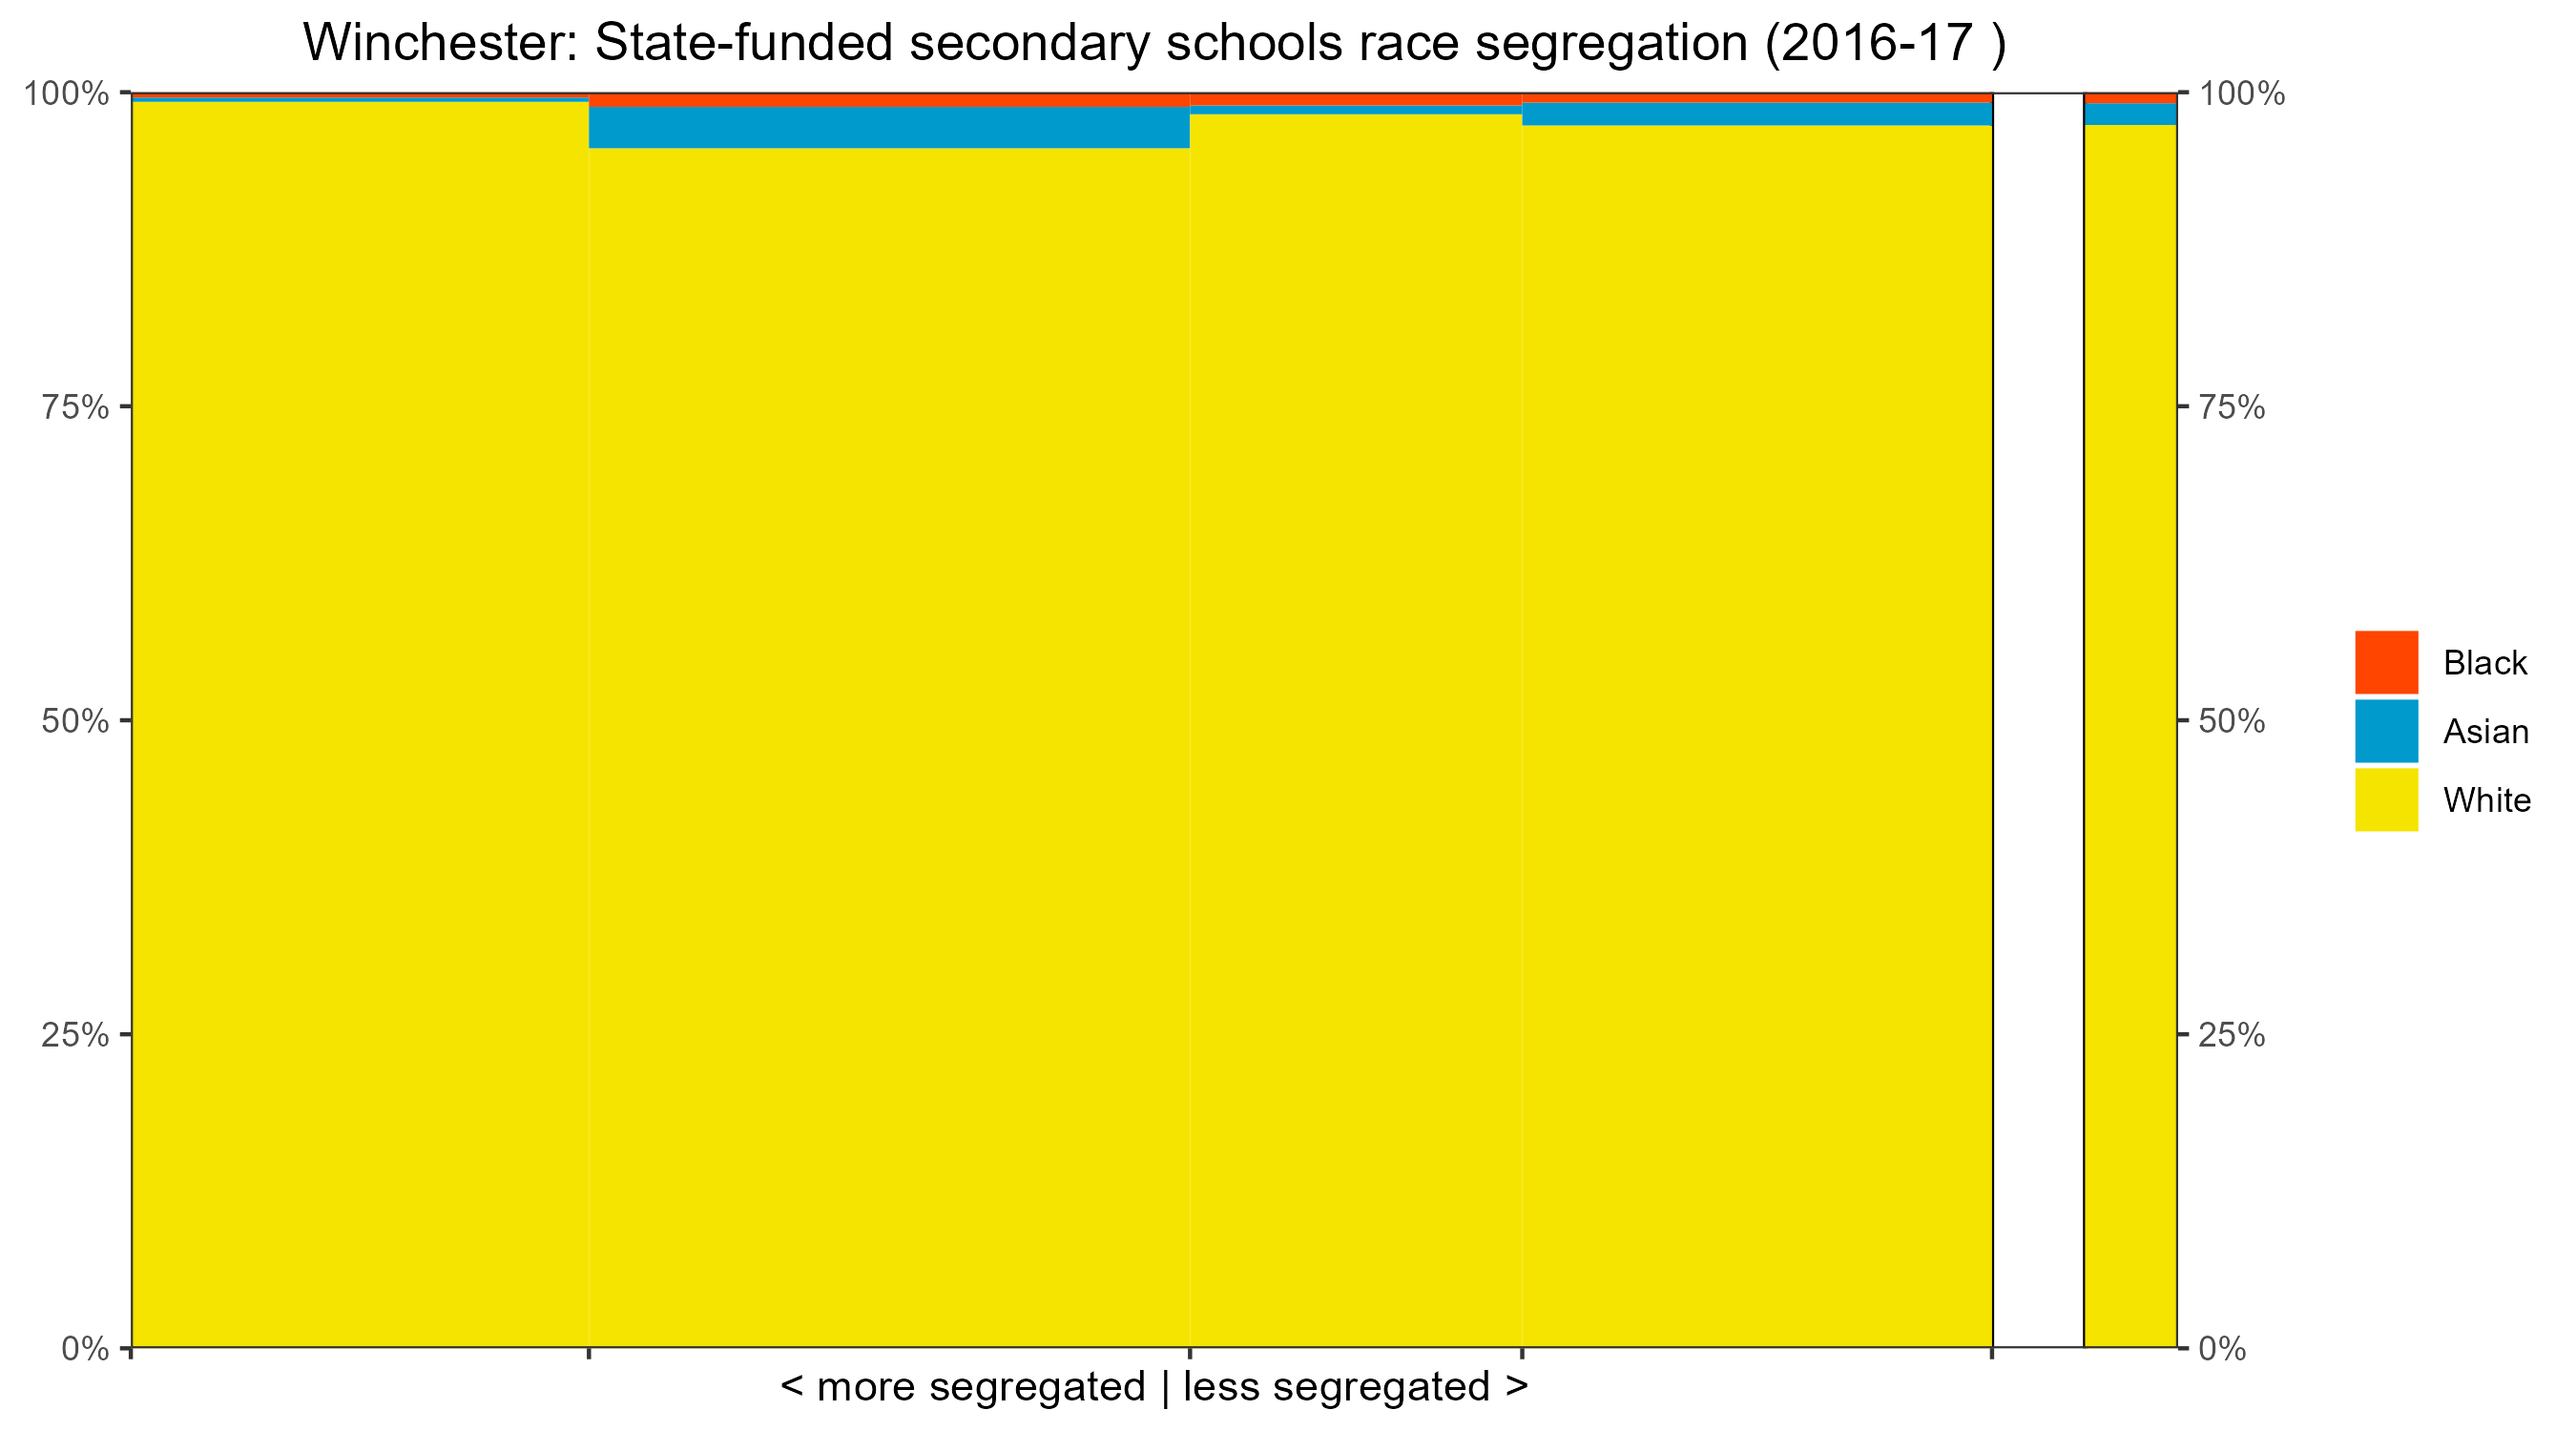 Winchester: State-funded secondary schools race segregation (2016-17 )
100%
75%
50%
25%
0%
100%
75%
50%
25%
0%
Black
Asian
White
< more segregated | less segregated >